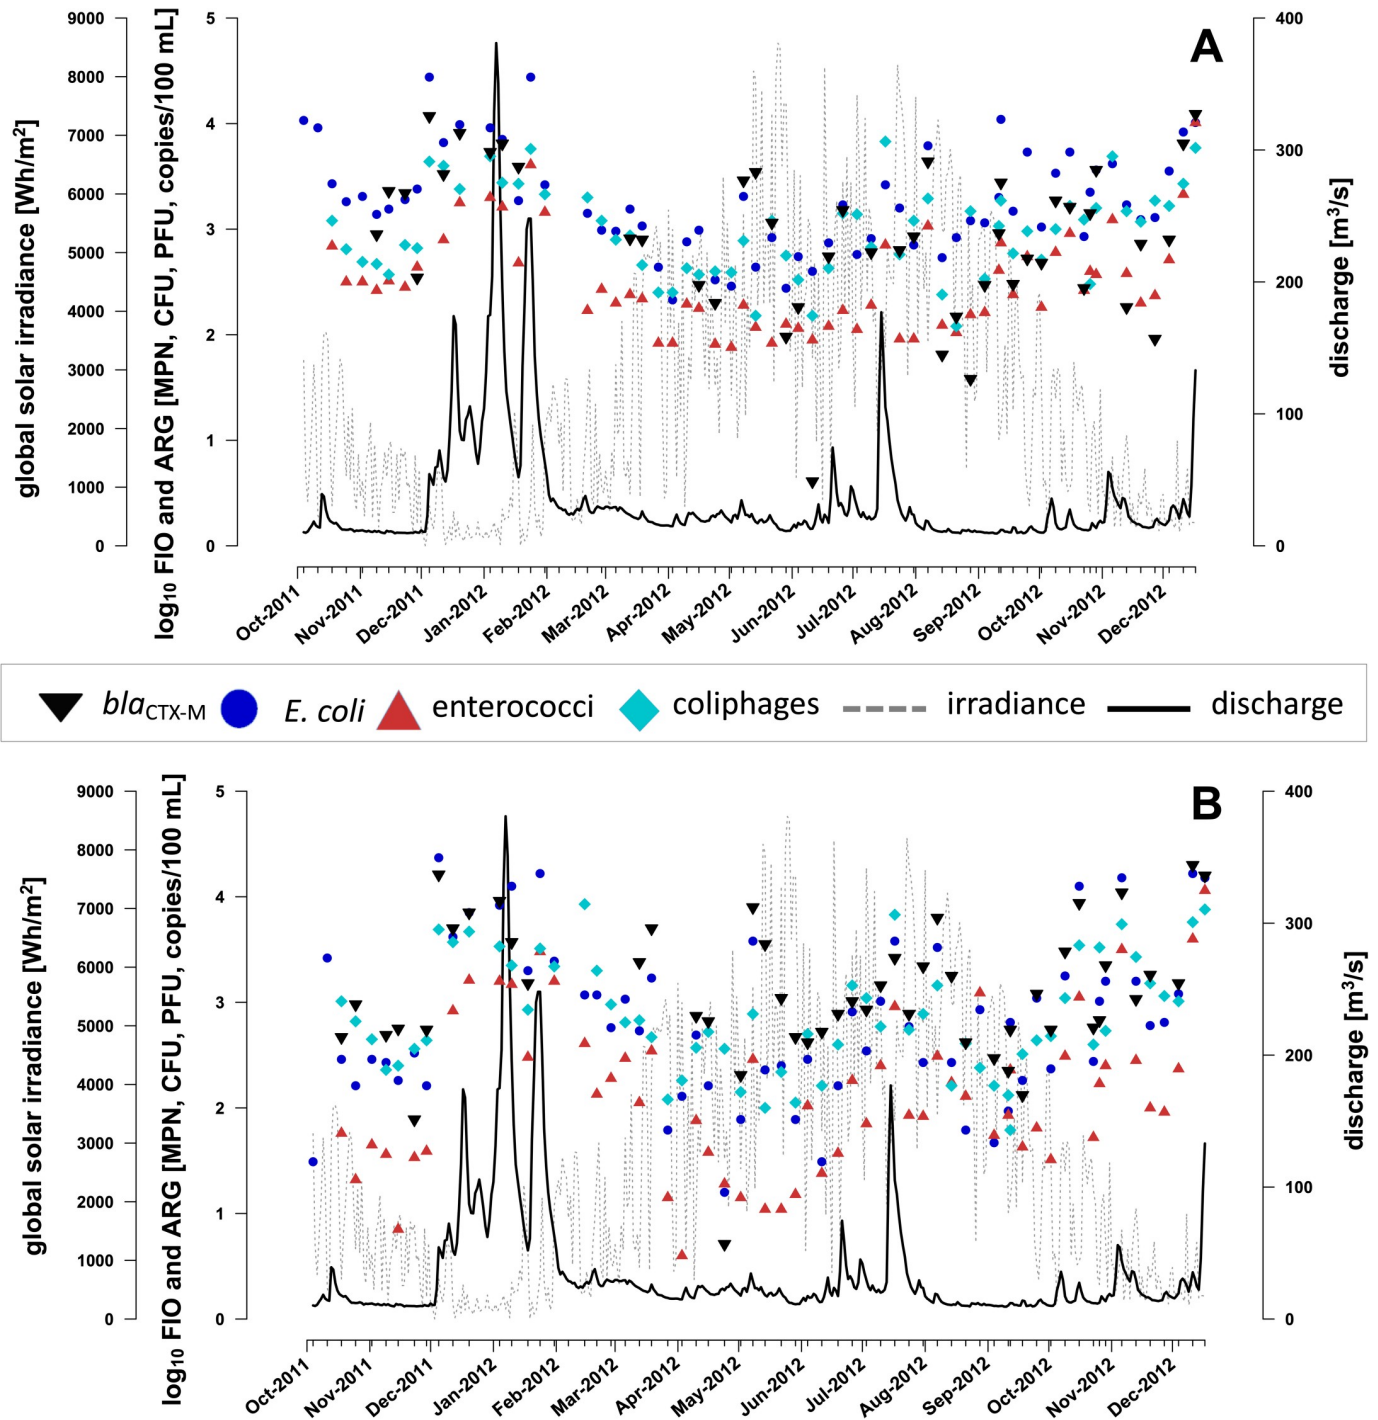 A
global solar irradiance [Wh/m2]
9000
8000
7000
6000
5000
4000
3000
2000
1000
0
log10 FIO and ARG [MPN, CFU, PFU, copies/100 mL]
5
4
3
2
1
0
400
300
200
100
0
discharge [m3/s]
Oct-2011
Nov-2011
Dec-2011
Jan-2012
Feb-2012
Mar-2012
Apr-2012
May-2012
Jun-2012
Jul-2012
Aug-2012
Sep-2012
Oct-2012
Nov-2012
Dec-2012
blaCTX-M E. coli enterococci coliphages irradiance discharge
B
global solar irradiance [Wh/m2]
9000
8000
7000
6000
5000
4000
3000
2000
1000
0
log10 FIO and ARG [MPN, CFU, PFU, copies/100 mL]
5
4
3
2
1
0
400
300
200
100
0
discharge [m3/s]
Oct-2011
Nov-2011
Dec-2011
Jan-2012
Feb-2012
Mar-2012
Apr-2012
May-2012
Jun-2012
Jul-2012
Aug-2012
Sep-2012
Oct-2012
Nov-2012
Dec-2012